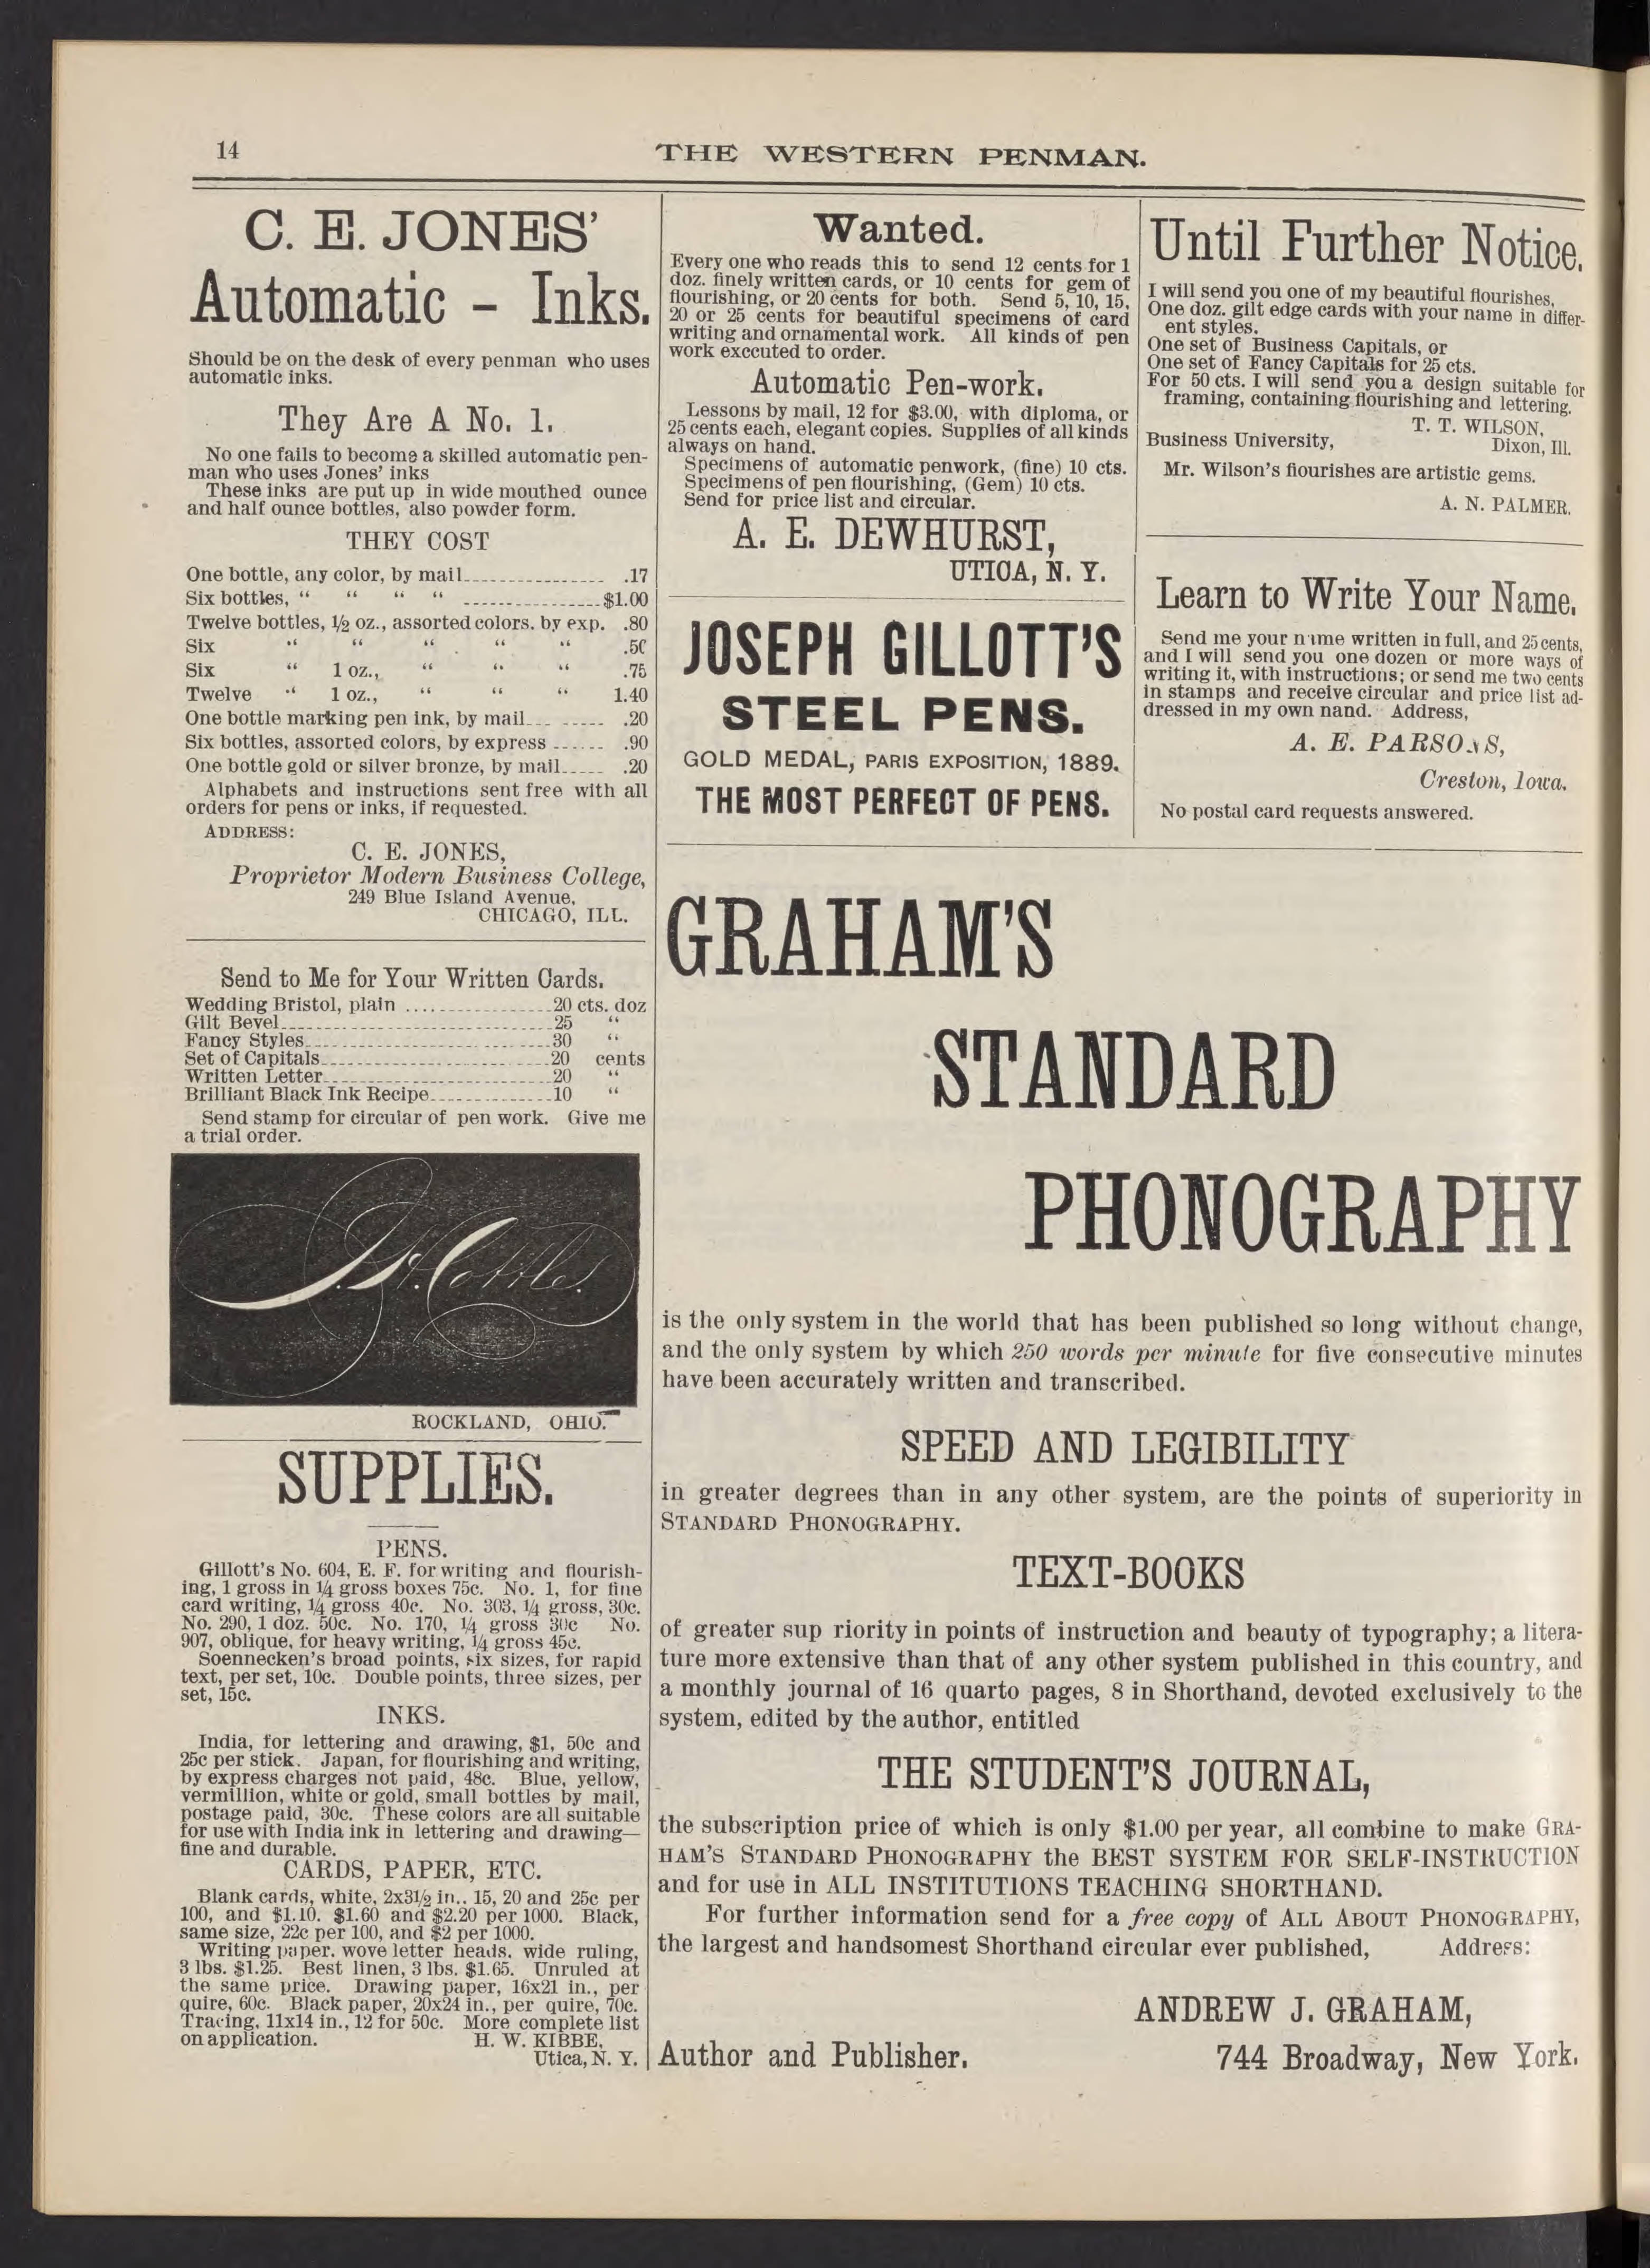 14
THE WESTERN PENMAN.
C. E. JONES'
Automatic - Inks.
Should be on the desk of every penman who uses
automatic inks.
They Are A No. 1.
No one fails to become a skilled automatic pen-
man who uses Jones' inks
These inks are put up in wide mouthed ounce
and half ounce bottles, also powder form.
THEY COST
One bottle, any color, by mail .17
Six bottles, “ “ “ “ $1.00
Twelve bottles, ½ oz., assorted colors. by exp. .80
Six “ “ “ “ “ .50
Six “ 1 oz., “ “ “ .75
Twelve “ 1 oz., “ “ “ 1.40
One bottle marking pen ink, by mail .20
Six bottles, assorted colors, by express .90
One bottle gold or silver bronze, by mail .20
Alphabets and instructions sent free with all
orders for pens or inks, if requested.
ADDRESS:
C. E. JONES,
Proprietor Modern Business College,
249 Blue Island Avenue,
CHICAGO, ILL.
Send to Me for Your Written Cards.
Wedding Bristol, plain 20 cts. doz
Gilt Bevel 25 “
Fancy Styles 30 “
Set of Capitals 20 cents
Written Letter 20 “
Brilliant Black Ink Recipe 10 “
Send stamp for circular of pen work. Give me
a trial order.
Cottle.
ROCKLAND, OHIO.
SUPPLIES.
PENS.
Gillott's No. 604, E. F. for writing and flourish-
ing, 1 gross in ¼ gross boxes 75c. No. 1, for fine
card writing, ¼ gross 40c. No. 303, ¼ gross, 30c.
No. 290, 1 doz. 50c. No. 170, ¼ gross 30c No.
907, oblique, for heavy writing, ¼ gross 45c.
Soennecken's broad points, six sizes, for rapid
text, per set, 10c. Double points, three sizes, per
set, 15c.
INKS.
India, for lettering and drawing, $1, 50c and
25c per stick. Japan, for flourishing and writing,
by express charges not paid, 48c. Blue, yellow,
vermillion, white or gold, small bottles by mail,
postage paid, 30c. These colors are all suitable
for use with India ink in lettering and drawing—
fine and durable.
CARDS, PAPER, ETC.
Blank cards, white, 2x3½ in.. 15, 20 and 25c per
100, and $1.10. $1.60 and $2.20 per 1000. Black,
same size, 22c per 100, and $2 per 1000.
Writing paper. wove letter heads. wide ruling,
3 lbs. $1.25. Best linen, 3 lbs. $1.65. Unruled at
the same price. Drawing paper, 16x21 in., per
quire, 60c. Black paper, 20x24 in., per quire, 70c.
Tracing, 11x14 in., 12 for 50c. More complete list
on application. H. W. KIBBE,
Utica, N. Y.
Wanted.
Every one who reads this to send 12 cents for 1
doz. finely written cards, or 10 cents for gem of
flourishing, or 20 cents for both. Send 5, 10, 15,
20 or 25 cents for beautiful specimens of card
writing and ornamental work. All kinds of pen
work executed to order.
Automatic Pen-work.
Lessons by mail, 12 for $3.00, with diploma, or
25 cents each, elegant copies. Supplies of all kinds
always on hand.
Specimens of automatic penwork, (fine) 10 cts.
Specimens of pen flourishing, (Gem) 10 cts.
Send for price list and circular.
A. E. DEWHURST,
UTICA, N. Y.
JOSEPH GILLOTT'S
STEEL PENS.
GOLD MEDAL, PARIS EXPOSITION, 1889.
THE MOST PERFECT OF PENS.
Until Further Notice.
I will send you one of my beautiful flourishes,
One doz. gilt edge cards with your name in differ-
ent styles.
One set of Business Capitals, or
One set of Fancy Capitals for 25 cts.
For 50 cts. I will send you a design suitable for
framing, containing flourishing and lettering.
T. T. WILSON,
Business University, Dixon, Ill.
Mr. Wilson's flourishes are artistic gems.
A. N. PALMER.
Learn to Write Your Name.
Send me your name written in full, and 25 cents,
and I will send you one dozen or more ways of
writing it, with instructions; or send me two cents
in stamps and receive circular and price list ad-
dressed in my own nand. Address,
A. E. PARSONS,
Creston, Iowa.
No postal card requests answered.
GRAHAM'S
STANDARD
PHONOGRAPHY
is the only system in the world that has been published so long without change,
and the only system by which 250 words per minute for five consecutive minutes
have been accurately written and transcribed.
SPEED AND LEGIBILITY
in greater degrees than in any other system, are the points of superiority in
STANDARD PHONOGRAPHY.
TEXT-BOOKS
of greater sup riority in points of instruction and beauty of typography; a litera-
ture more extensive than that of any other system published in this country, and
a monthly journal of 16 quarto pages, 8 in Shorthand, devoted exclusively to the
system, edited by the author, entitled
THE STUDENT'S JOURNAL,
the subscription price of which is only $1.00 per year, all combine to make GRA-
HAM'S STANDARD PHONOGRAPHY the BEST SYSTEM FOR SELF-INSTRUCTION
and for use in ALL INSTITUTIONS TEACHING SHORTHAND.
For further information send for a free copy of ALL ABOUT PHONOGRAPHY,
the largest and handsomest Shorthand circular ever published, Address:
ANDREW J. GRAHAM,
Author and Publisher. 744 Broadway, New York.